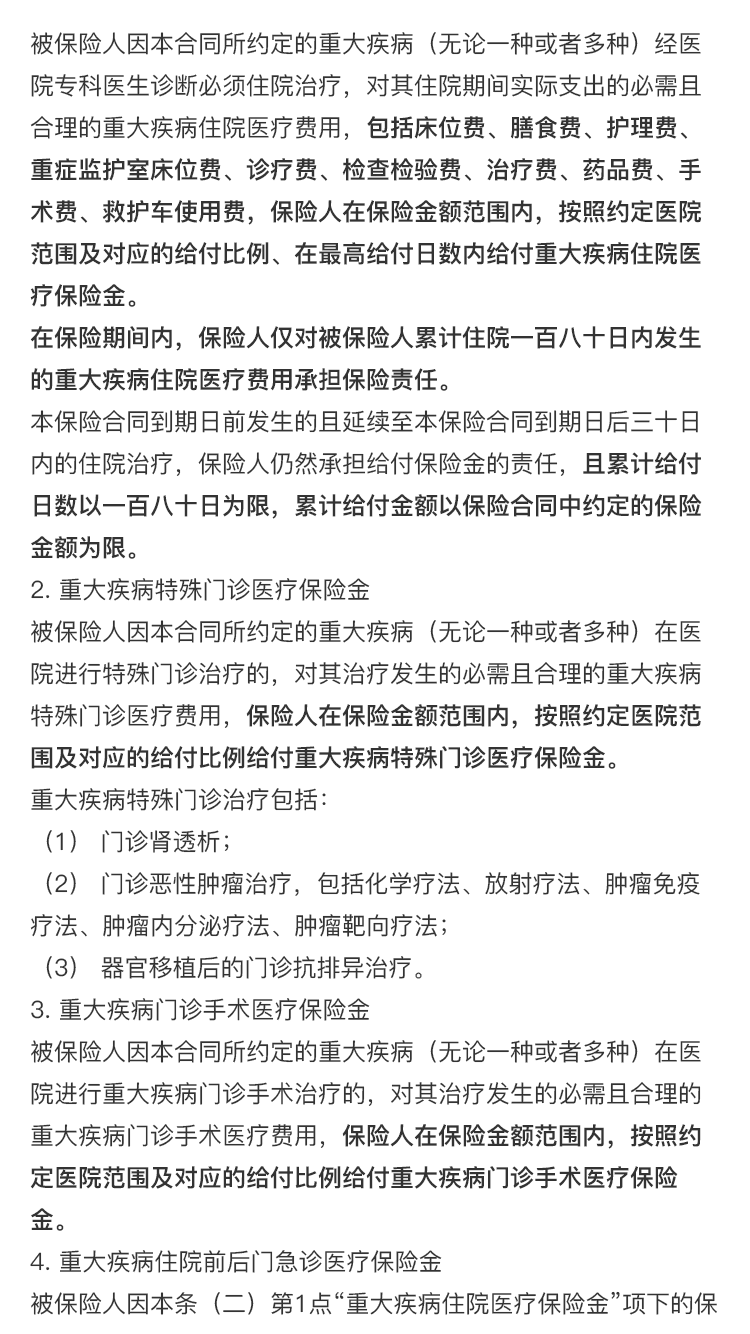 被保险人因本合同所约定的重大疾病（无论一种或者多种）经医
院专科医生诊断必须住院治疗，对其住院期间实际支出的必需且
合理的重大疾病住院医疗费用，包括床位费、膳食费、护理费、
重症监护室床位费、诊疗费、检查检验费、治疗费、药品费、手
术费、救护车使用费，保险人在保险金额范围内，按照约定医院
范围及对应的给付比例、在最高给付日数内给付重大疾病住院医
疗保险金。
在保险期间内，保险人仅对被保险人累计住院一百八十日内发生
的重大疾病住院医疗费用承担保险责任。
本保险合同到期日前发生的且延续至本保险合同到期日后三十日
内的住院治疗，保险人仍然承担给付保险金的责任，且累计给付
日数以一百八十日为限，累计给付金额以保险合同中约定的保险
金额为限。
2. 重大疾病特殊门诊医疗保险金
被保险人因本合同所约定的重大疾病（无论一种或者多种）在医
院进行特殊门诊治疗的，对其治疗发生的必需且合理的重大疾病
特殊门诊医疗费用，保险人在保险金额范围内，按照约定医院范
围及对应的给付比例给付重大疾病特殊门诊医疗保险金。
重大疾病特殊门诊治疗包括：
（1） 门诊肾透析；
（2） 门诊恶性肿瘤治疗，包括化学疗法、放射疗法、肿瘤免疫
疗法、肿瘤内分泌疗法、肿瘤靶向疗法；
（3） 器官移植后的门诊抗排异治疗。
3. 重大疾病门诊手术医疗保险金
被保险人因本合同所约定的重大疾病（无论一种或者多种）在医
院进行重大疾病门诊手术治疗的，对其治疗发生的必需且合理的
重大疾病门诊手术医疗费用，保险人在保险金额范围内，按照约
定医院范围及对应的给付比例给付重大疾病门诊手术医疗保险
金。
4. 重大疾病住院前后门急诊医疗保险金
被保险人因本条（二）第1点“重大疾病住院医疗保险金”项下的保